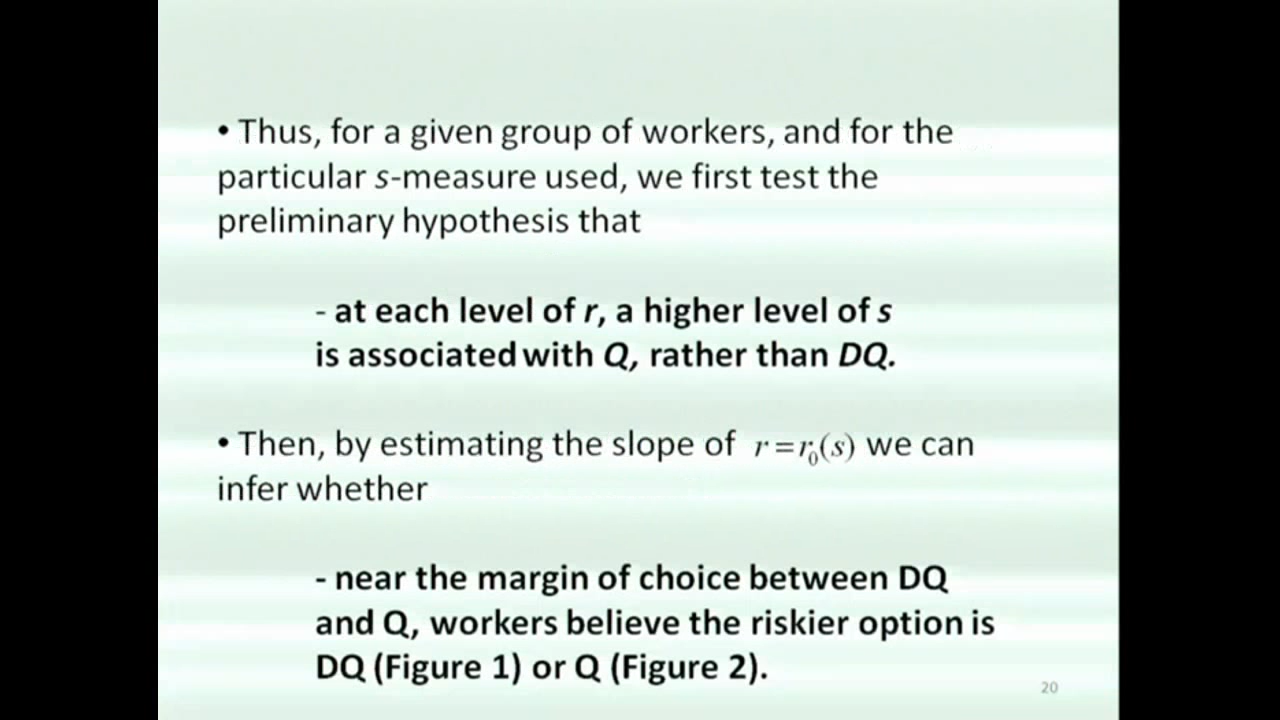 • Thus, for a given group of workers, and for the
particular s-measure used, we first test the
preliminary hypothesis that
- at each level of r, a higher level of s
is associated with Q, rather than DQ.
• Then, by estimating the slope of r = r₀(s) we can
infer whether
- near the margin of choice between DQ
and Q, workers believe the riskier option is
DQ (Figure 1) or Q (Figure 2).
20